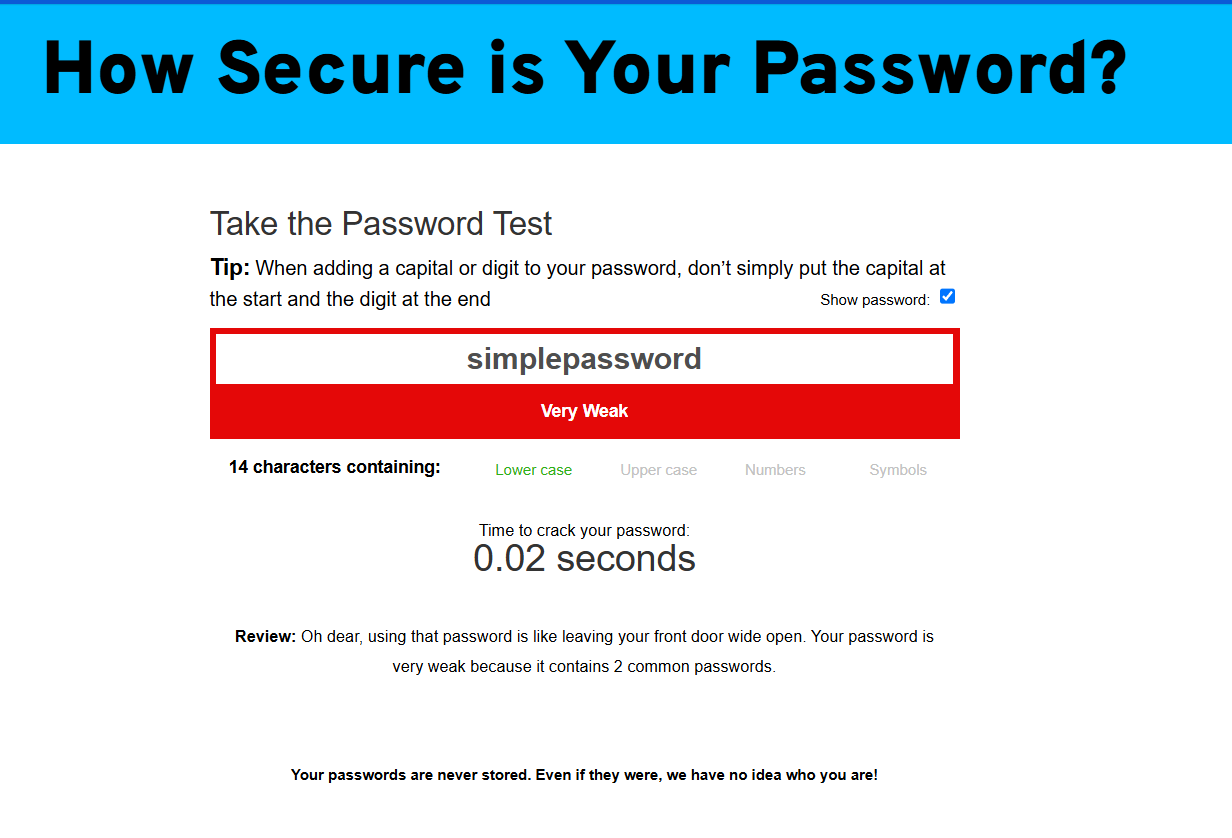 How Secure is Your Password?
Take the Password Test
Tip: When adding a capital or digit to your password, don’t simply put the capital at
the start and the digit at the end
Show password:
simplepassword
Very Weak
14 characters containing: Lower case Upper case Numbers Symbols
Time to crack your password:
0.02 seconds
Review: Oh dear, using that password is like leaving your front door wide open. Your password is
very weak because it contains 2 common passwords.
Your passwords are never stored. Even if they were, we have no idea who you are!